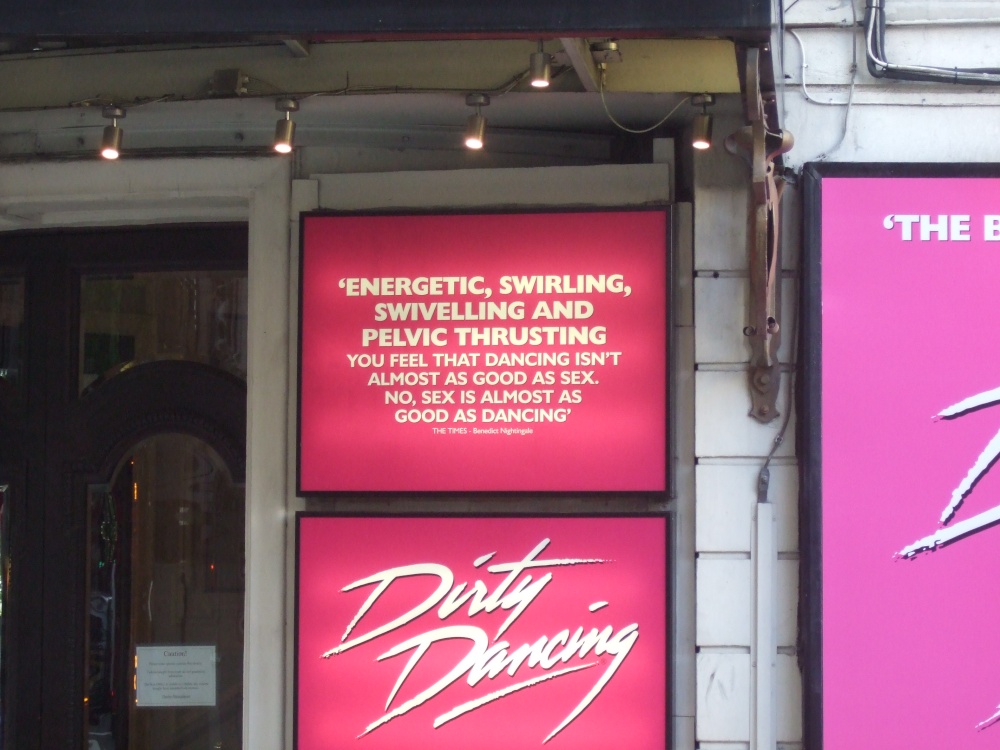 ‘ENERGETIC, SWIRLING,
SWIVELLING AND
PELVIC THRUSTING
YOU FEEL THAT DANCING ISN’T
ALMOST AS GOOD AS SEX.
NO, SEX IS ALMOST AS
GOOD AS DANCING’
THE TIMES - Benedict Nightingale
Dirty
Dancing
‘THE B
Caution!